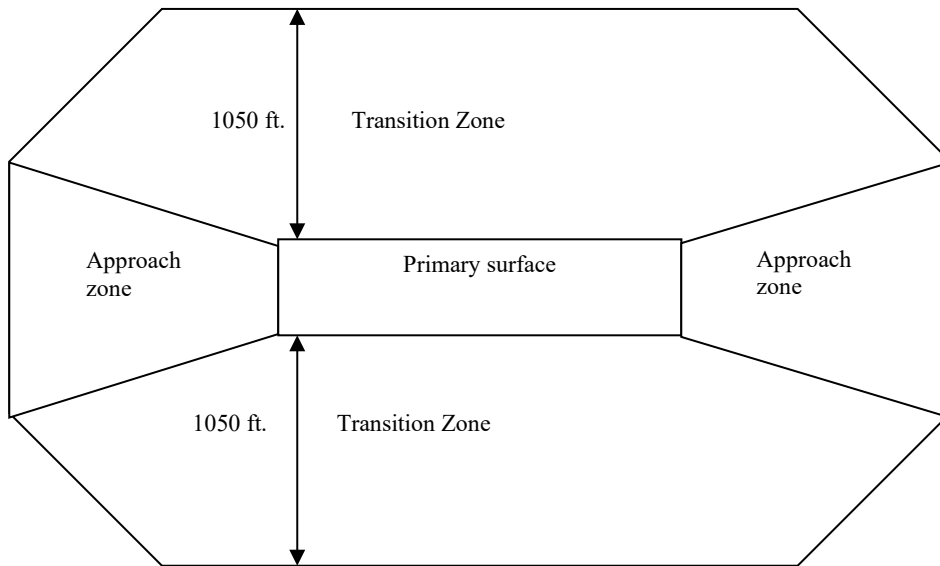 1050 ft.
Transition Zone
Approach
zone
Primary surface
Approach
zone
1050 ft.
Transition Zone